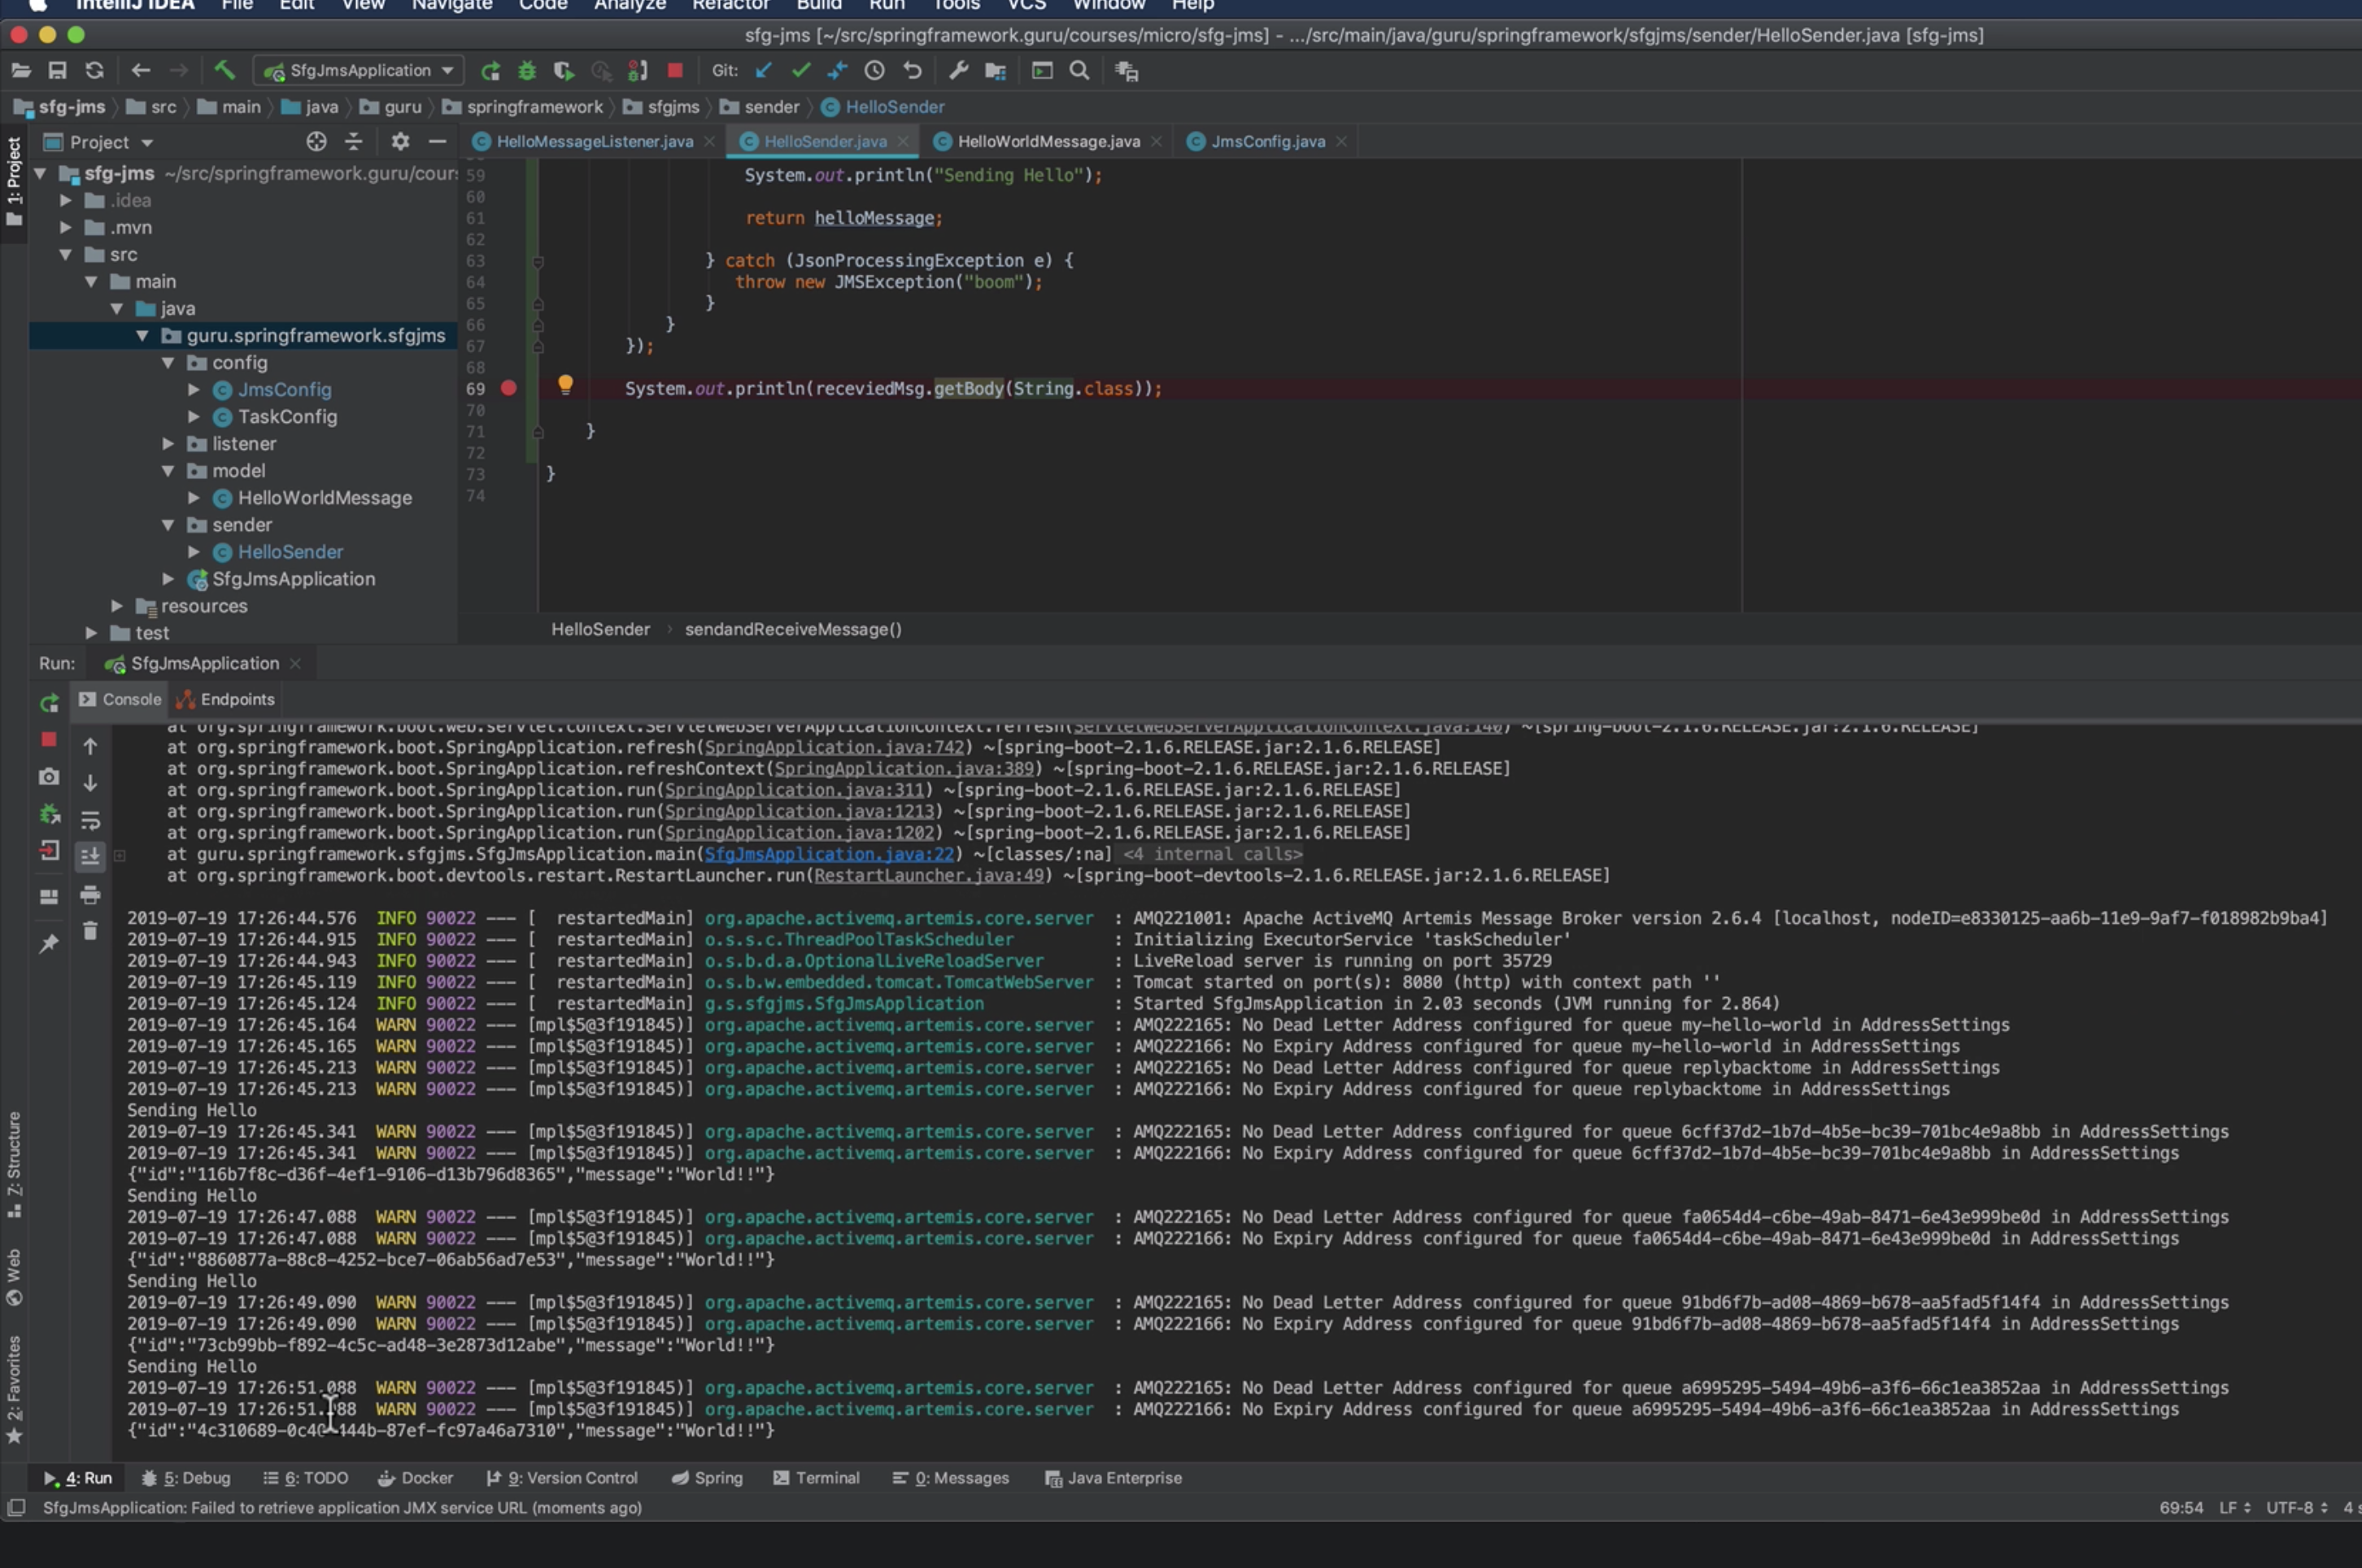 IntelliJ IDEA File Edit View Navigate Code Analyze Refactor Build Run Tools VCS Window Help
sfg-jms [~/src/springframework.guru/courses/micro/sfg-jms] - .../src/main/java/guru/springframework/sfgjms/sender/HelloSender.java [sfg-jms]
SfgJmsApplication Git:
sfg-jms src main java guru springframework sfgjms sender HelloSender
1: Project
Project
HelloMessageListener.java HelloSender.java HelloWorldMessage.java JmsConfig.java
sfg-jms ~/src/springframework.guru/cour
.idea
.mvn
src
main
java
guru.springframework.sfgjms
config
JmsConfig
TaskConfig
listener
model
HelloWorldMessage
sender
HelloSender
SfgJmsApplication
resources
test
59 System.out.println("Sending Hello");
60
61 return helloMessage;
62
63 } catch (JsonProcessingException e) {
64 throw new JMSException("boom");
65 }
66 }
67 });
68
69 System.out.println(receviedMsg.getBody(String.class));
70
71 }
72
73 }
74
HelloSender › sendandReceiveMessage()
Run: SfgJmsApplication
Console Endpoints
at org.springframework.boot.web.servlet.context.ServletWebServerApplicationContext.refresh(ServletWebServerApplicationContext.java:140) ~[spring-boot-2.1.6.RELEASE.jar:2.1.6.RELEASE]
at org.springframework.boot.SpringApplication.refresh(SpringApplication.java:742) ~[spring-boot-2.1.6.RELEASE.jar:2.1.6.RELEASE]
at org.springframework.boot.SpringApplication.refreshContext(SpringApplication.java:389) ~[spring-boot-2.1.6.RELEASE.jar:2.1.6.RELEASE]
at org.springframework.boot.SpringApplication.run(SpringApplication.java:311) ~[spring-boot-2.1.6.RELEASE.jar:2.1.6.RELEASE]
at org.springframework.boot.SpringApplication.run(SpringApplication.java:1213) ~[spring-boot-2.1.6.RELEASE.jar:2.1.6.RELEASE]
at org.springframework.boot.SpringApplication.run(SpringApplication.java:1202) ~[spring-boot-2.1.6.RELEASE.jar:2.1.6.RELEASE]
at guru.springframework.sfgjms.SfgJmsApplication.main(SfgJmsApplication.java:22) ~[classes/:na] <4 internal calls>
at org.springframework.boot.devtools.restart.RestartLauncher.run(RestartLauncher.java:49) ~[spring-boot-devtools-2.1.6.RELEASE.jar:2.1.6.RELEASE]
2019-07-19 17:26:44.576 INFO 90022 --- [ restartedMain] org.apache.activemq.artemis.core.server : AMQ221001: Apache ActiveMQ Artemis Message Broker version 2.6.4 [localhost, nodeID=e8330125-aa6b-11e9-9af7-f018982b9ba4]
2019-07-19 17:26:44.915 INFO 90022 --- [ restartedMain] o.s.s.c.ThreadPoolTaskScheduler : Initializing ExecutorService 'taskScheduler'
2019-07-19 17:26:44.943 INFO 90022 --- [ restartedMain] o.s.b.d.a.OptionalLiveReloadServer : LiveReload server is running on port 35729
2019-07-19 17:26:45.119 INFO 90022 --- [ restartedMain] o.s.b.w.embedded.tomcat.TomcatWebServer : Tomcat started on port(s): 8080 (http) with context path ''
2019-07-19 17:26:45.124 INFO 90022 --- [ restartedMain] g.s.sfgjms.SfgJmsApplication : Started SfgJmsApplication in 2.03 seconds (JVM running for 2.864)
2019-07-19 17:26:45.164 WARN 90022 --- [mpl$5@3f191845)] org.apache.activemq.artemis.core.server : AMQ222165: No Dead Letter Address configured for queue my-hello-world in AddressSettings
2019-07-19 17:26:45.165 WARN 90022 --- [mpl$5@3f191845)] org.apache.activemq.artemis.core.server : AMQ222166: No Expiry Address configured for queue my-hello-world in AddressSettings
2019-07-19 17:26:45.213 WARN 90022 --- [mpl$5@3f191845)] org.apache.activemq.artemis.core.server : AMQ222165: No Dead Letter Address configured for queue replybacktome in AddressSettings
2019-07-19 17:26:45.213 WARN 90022 --- [mpl$5@3f191845)] org.apache.activemq.artemis.core.server : AMQ222166: No Expiry Address configured for queue replybacktome in AddressSettings
Sending Hello
2019-07-19 17:26:45.341 WARN 90022 --- [mpl$5@3f191845)] org.apache.activemq.artemis.core.server : AMQ222165: No Dead Letter Address configured for queue 6cff37d2-1b7d-4b5e-bc39-701bc4e9a8bb in AddressSettings
2019-07-19 17:26:45.341 WARN 90022 --- [mpl$5@3f191845)] org.apache.activemq.artemis.core.server : AMQ222166: No Expiry Address configured for queue 6cff37d2-1b7d-4b5e-bc39-701bc4e9a8bb in AddressSettings
{"id":"116b7f8c-d36f-4ef1-9106-d13b796d8365","message":"World!!"}
Sending Hello
2019-07-19 17:26:47.088 WARN 90022 --- [mpl$5@3f191845)] org.apache.activemq.artemis.core.server : AMQ222165: No Dead Letter Address configured for queue fa0654d4-c6be-49ab-8471-6e43e999be0d in AddressSettings
2019-07-19 17:26:47.088 WARN 90022 --- [mpl$5@3f191845)] org.apache.activemq.artemis.core.server : AMQ222166: No Expiry Address configured for queue fa0654d4-c6be-49ab-8471-6e43e999be0d in AddressSettings
{"id":"8860877a-88c8-4252-bce7-06ab56ad7e53","message":"World!!"}
Sending Hello
2019-07-19 17:26:49.090 WARN 90022 --- [mpl$5@3f191845)] org.apache.activemq.artemis.core.server : AMQ222165: No Dead Letter Address configured for queue 91bd6f7b-ad08-4869-b678-aa5fad5f14f4 in AddressSettings
2019-07-19 17:26:49.090 WARN 90022 --- [mpl$5@3f191845)] org.apache.activemq.artemis.core.server : AMQ222166: No Expiry Address configured for queue 91bd6f7b-ad08-4869-b678-aa5fad5f14f4 in AddressSettings
{"id":"73cb99bb-f892-4c5c-ad48-3e2873d12abe","message":"World!!"}
Sending Hello
2019-07-19 17:26:51.088 WARN 90022 --- [mpl$5@3f191845)] org.apache.activemq.artemis.core.server : AMQ222165: No Dead Letter Address configured for queue a6995295-5494-49b6-a3f6-66c1ea3852aa in AddressSettings
2019-07-19 WARN 90022 --- [mpl$5@3f191845)] org.apache.activemq.artemis.core.server : AMQ222166: No Expiry Address configured for queue a6995295-5494-49b6-a3f6-66c1ea3852aa in AddressSettings
"message":"World!!"}
7: Structure
Web
2: Favorites
4: Run 5: Debug 6: TODO Docker 9: Version Control Spring Terminal 0: Messages Java Enterprise
SfgJmsApplication: Failed to retrieve application JMX service URL (moments ago) 69:54 LF UTF-8 4